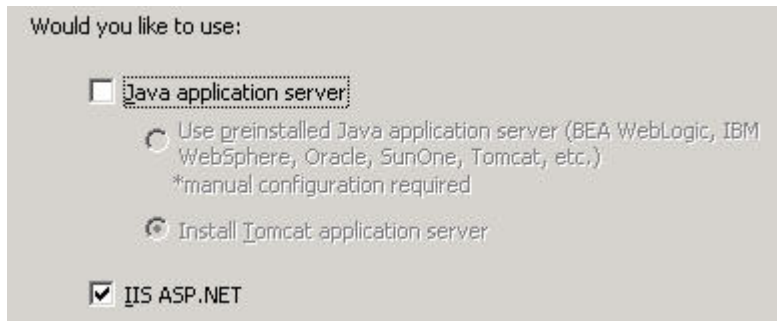 Would you like to use:
Java application server
Use preinstalled Java application server (BEA WebLogic, IBM
WebSphere, Oracle, SunOne, Tomcat, etc.)
*manual configuration required
Install Tomcat application server
IIS ASP.NET